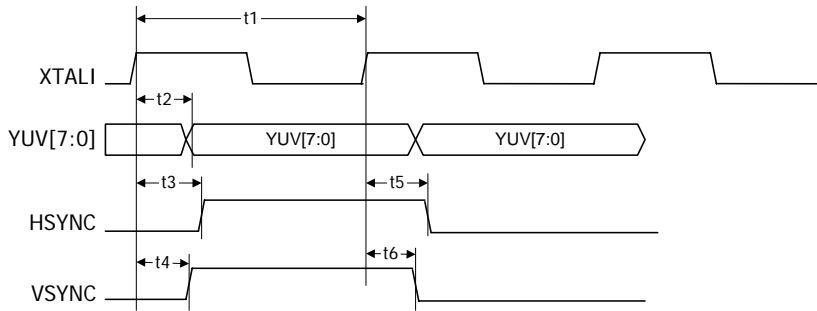 t1
XTALI
t2
YUV[7:0] YUV[7:0] YUV[7:0]
t3 t5
HSYNC
t4 t6
VSYNC